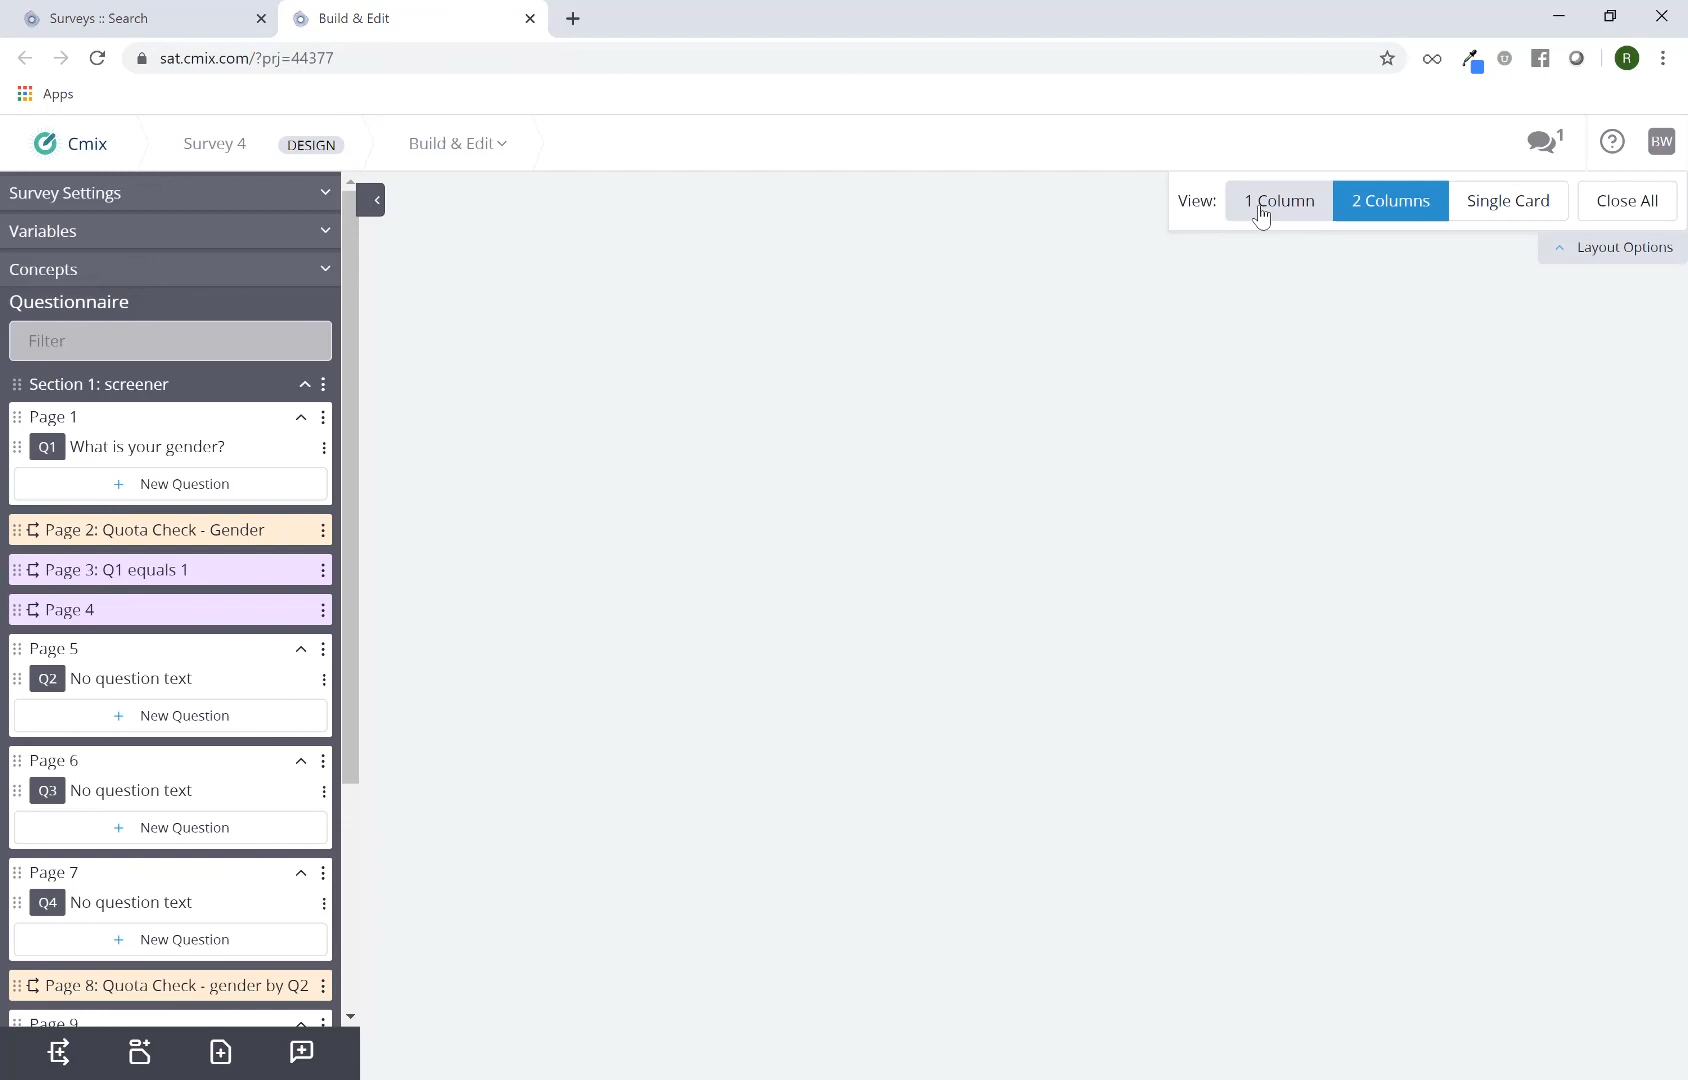 Surveys :: Search
Build & Edit
sat.cmix.com/?prj=44377
R
Apps
Cmix
Survey 4
DESIGN
Build & Edit
1
BW
Survey Settings
View:
1 Column
2 Columns
Single Card
Close All
Variables
Layout Options
Concepts
Questionnaire
Filter
Section 1: screener
Page 1
Q1 What is your gender?
+ New Question
Page 2: Quota Check - Gender
Page 3: Q1 equals 1
Page 4
Page 5
Q2 No question text
+ New Question
Page 6
Q3 No question text
+ New Question
Page 7
Q4 No question text
+ New Question
Page 8: Quota Check - gender by Q2
Page 9